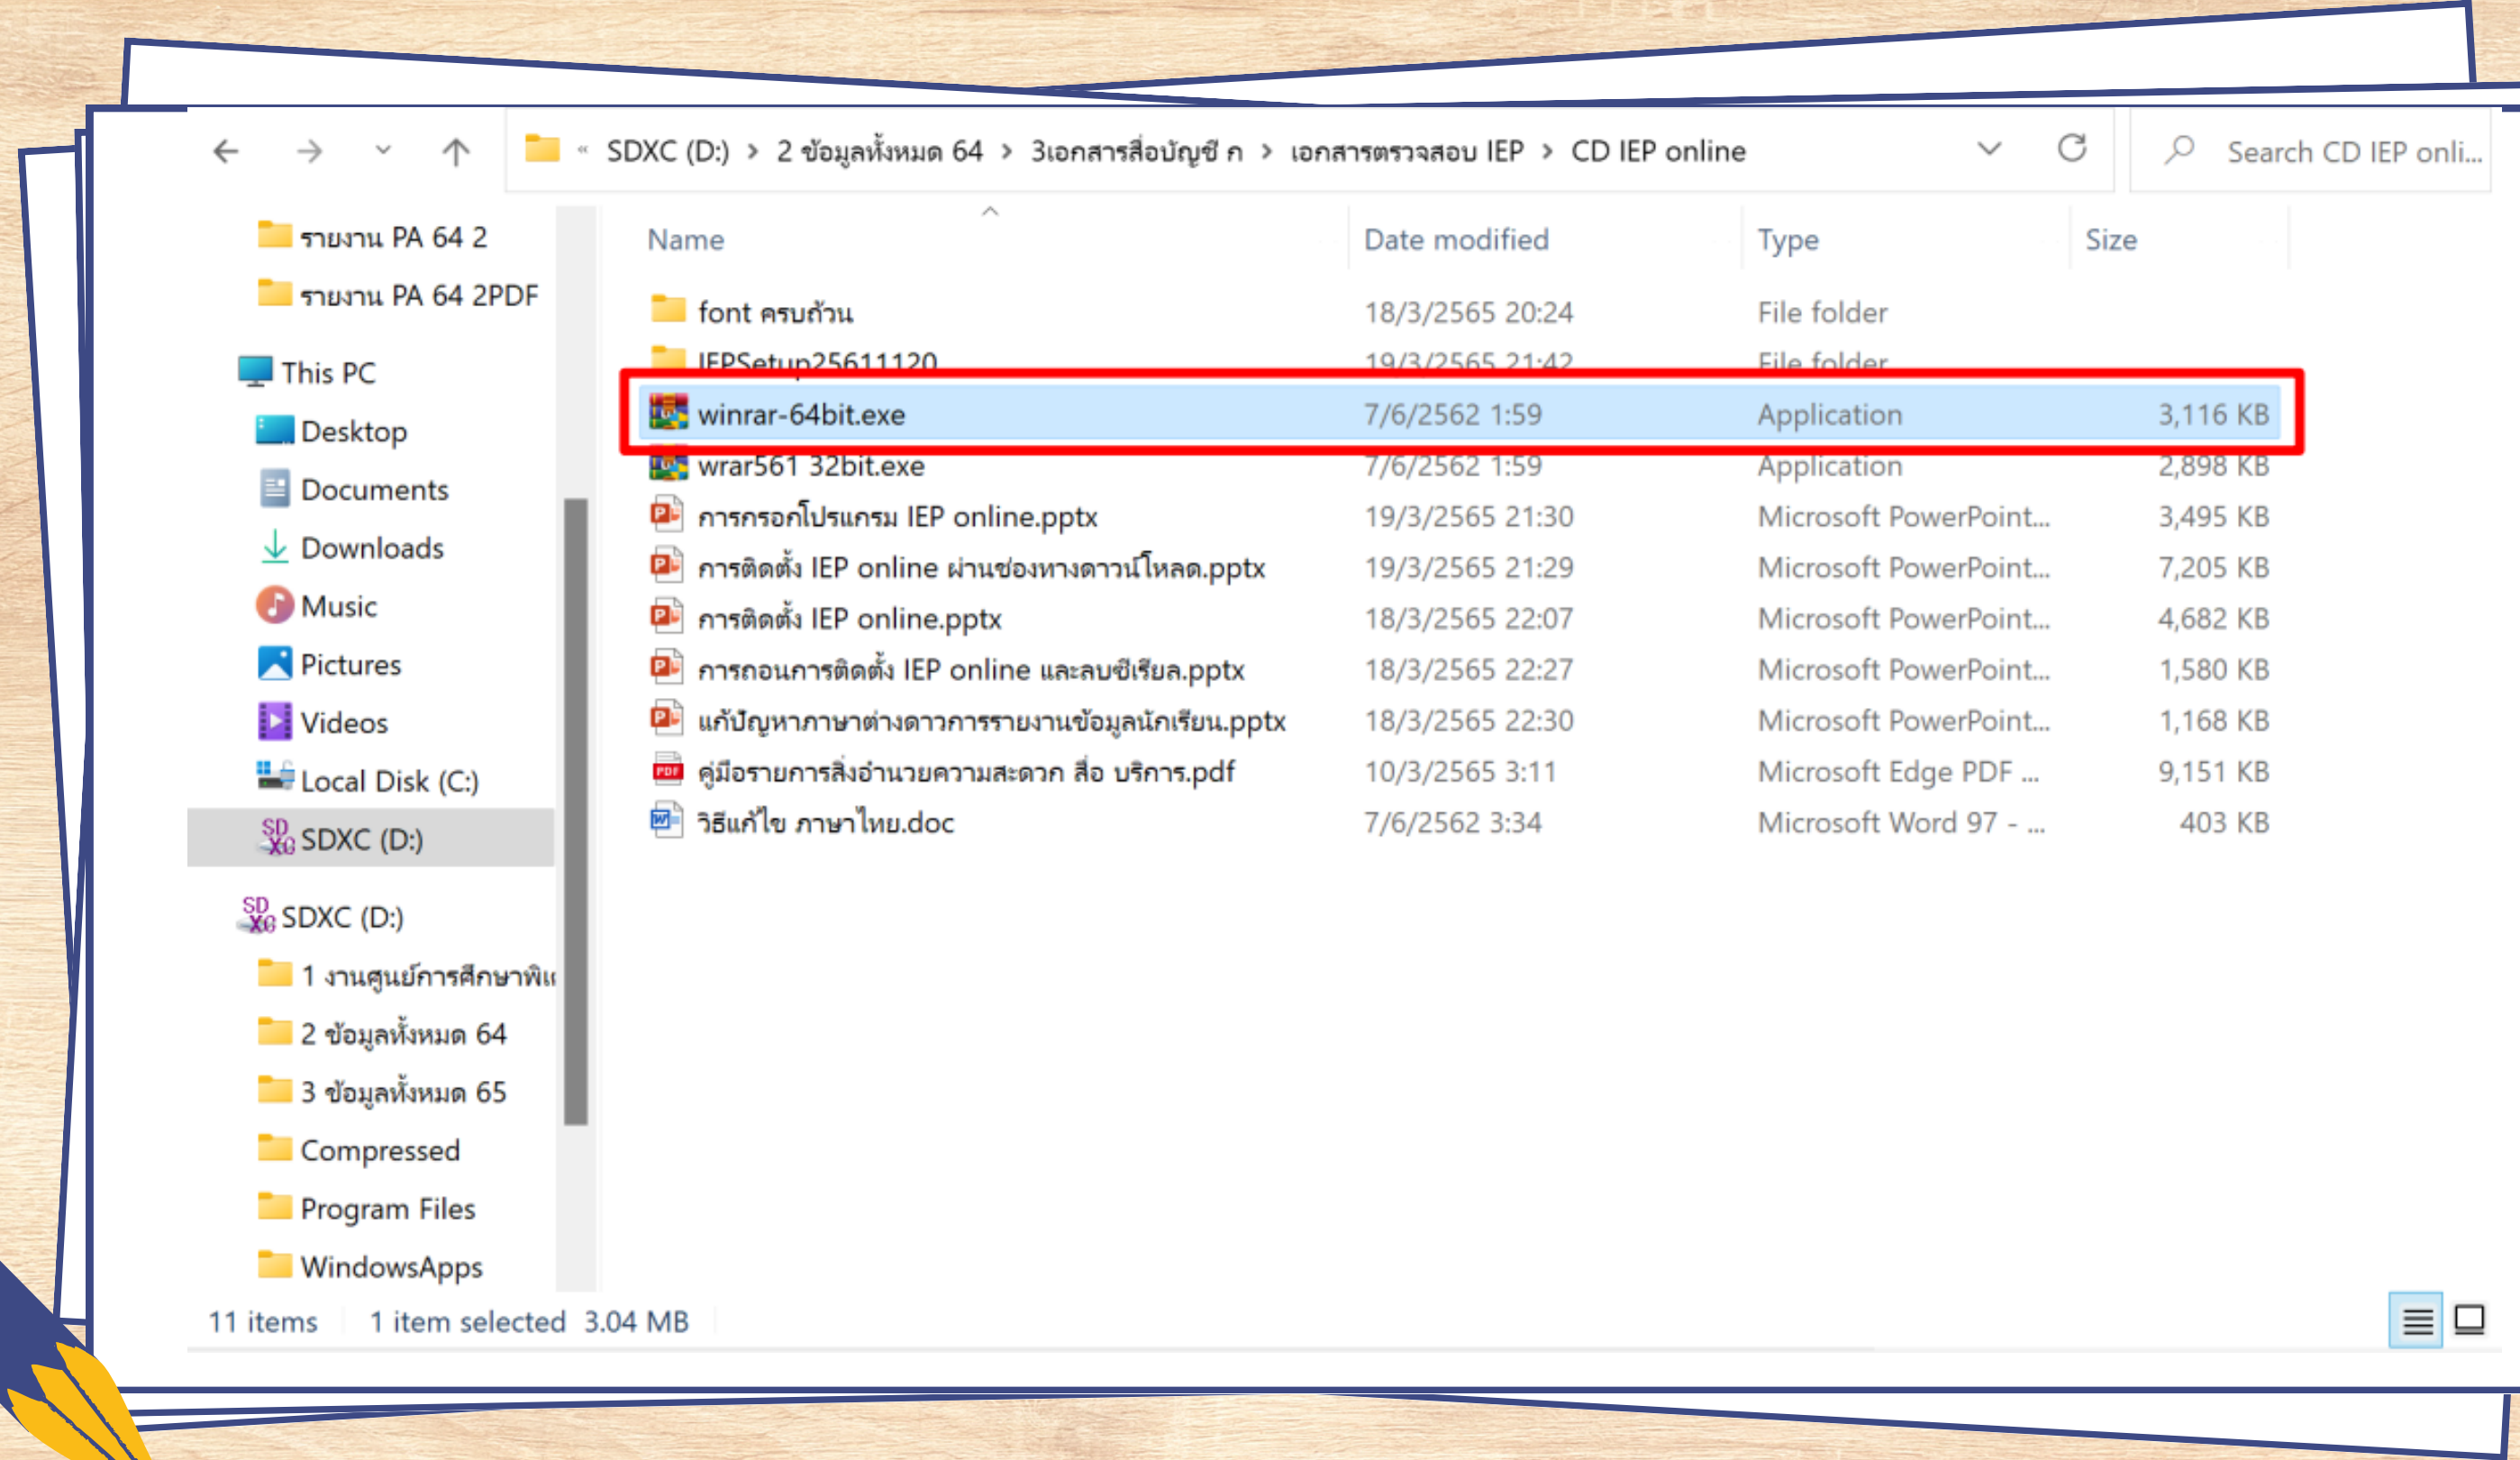 « SDXC (D:) > 2 ข้อมูลทั้งหมด 64 > 3เอกสารสื่อบัญชี ก > เอกสารตรวจสอบ IEP > CD IEP online
Search CD IEP onli...
รายงาน PA 64 2
รายงาน PA 64 2PDF
This PC
Desktop
Documents
Downloads
Music
Pictures
Videos
Local Disk (C:)
SDXC (D:)
SDXC (D:)
1 งานศูนย์การศึกษาพิเศ
2 ข้อมูลทั้งหมด 64
3 ข้อมูลทั้งหมด 65
Compressed
Program Files
WindowsApps
Name Date modified Type Size
font ครบถ้วน 18/3/2565 20:24 File folder
IEPSetup25611120 19/3/2565 21:42 File folder
winrar-64bit.exe 7/6/2562 1:59 Application 3,116 KB
wrar561 32bit.exe 7/6/2562 1:59 Application 2,898 KB
การกรอกโปรแกรม IEP online.pptx 19/3/2565 21:30 Microsoft PowerPoint... 3,495 KB
การติดตั้ง IEP online ผ่านช่องทางดาวน์โหลด.pptx 19/3/2565 21:29 Microsoft PowerPoint... 7,205 KB
การติดตั้ง IEP online.pptx 18/3/2565 22:07 Microsoft PowerPoint... 4,682 KB
การถอนการติดตั้ง IEP online และลบซีเรียล.pptx 18/3/2565 22:27 Microsoft PowerPoint... 1,580 KB
แก้ปัญหาภาษาต่างดาวการรายงานข้อมูลนักเรียน.pptx 18/3/2565 22:30 Microsoft PowerPoint... 1,168 KB
คู่มือรายการสิ่งอำนวยความสะดวก สื่อ บริการ.pdf 10/3/2565 3:11 Microsoft Edge PDF ... 9,151 KB
วิธีแก้ไข ภาษาไทย.doc 7/6/2562 3:34 Microsoft Word 97 - ... 403 KB
11 items 1 item selected 3.04 MB